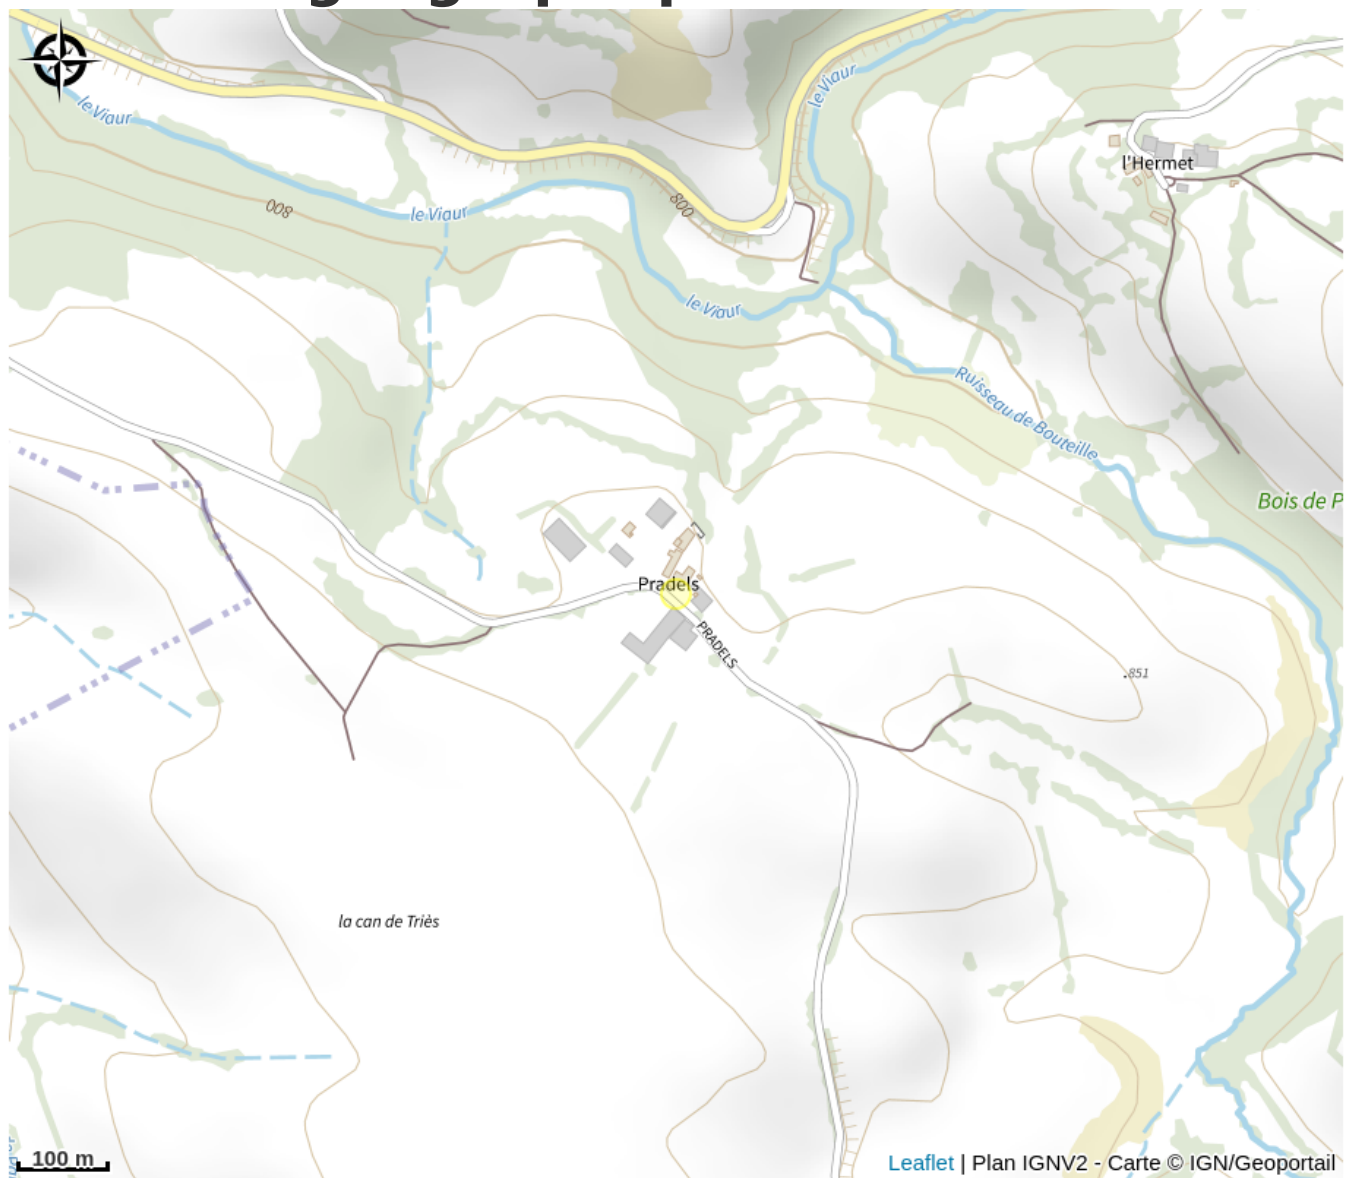 le Viaur
le Viaur
l'Hermet
800
800
le Viaur
le Viaur
Ruisseau de Bouteille
Bois de P
Pradels
PRADELS
.851
la can de Triès
100 m
Leaflet | Plan IGNV2 - Carte © IGN/Geoportail